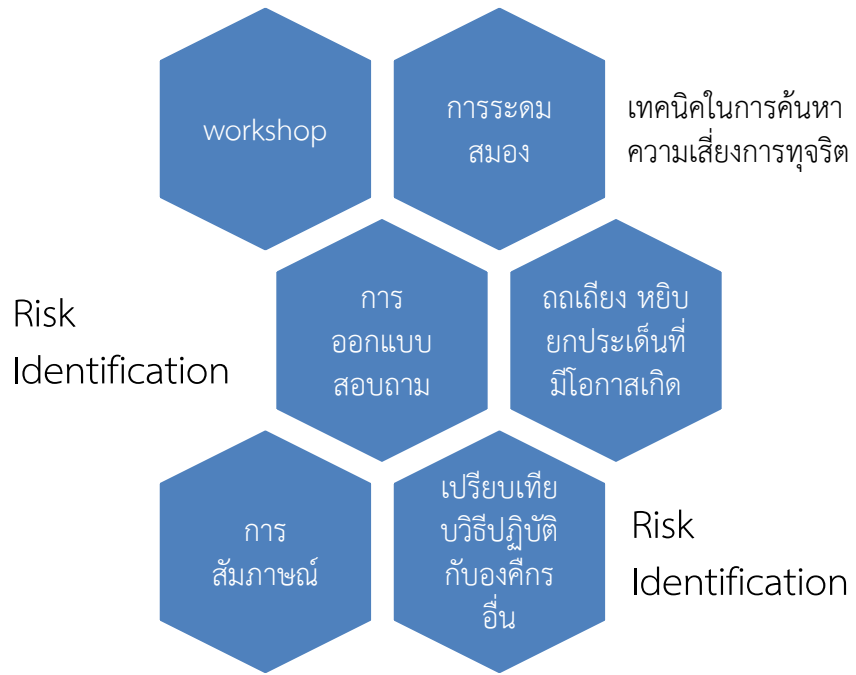 workshop
การระดม
สมอง
เทคนิคในการค้นหา
ความเสี่ยงการทุจริต
Risk
Identification
การ
ออกแบบ
สอบถาม
ถถเถียง หยิบ
ยกประเด็นที่
มีโอกาสเกิด
การ
สัมภาษณ์
เปรียบเทีย
บวิธีปฏิบัติ
กับองค์กร
อื่น
Risk
Identification